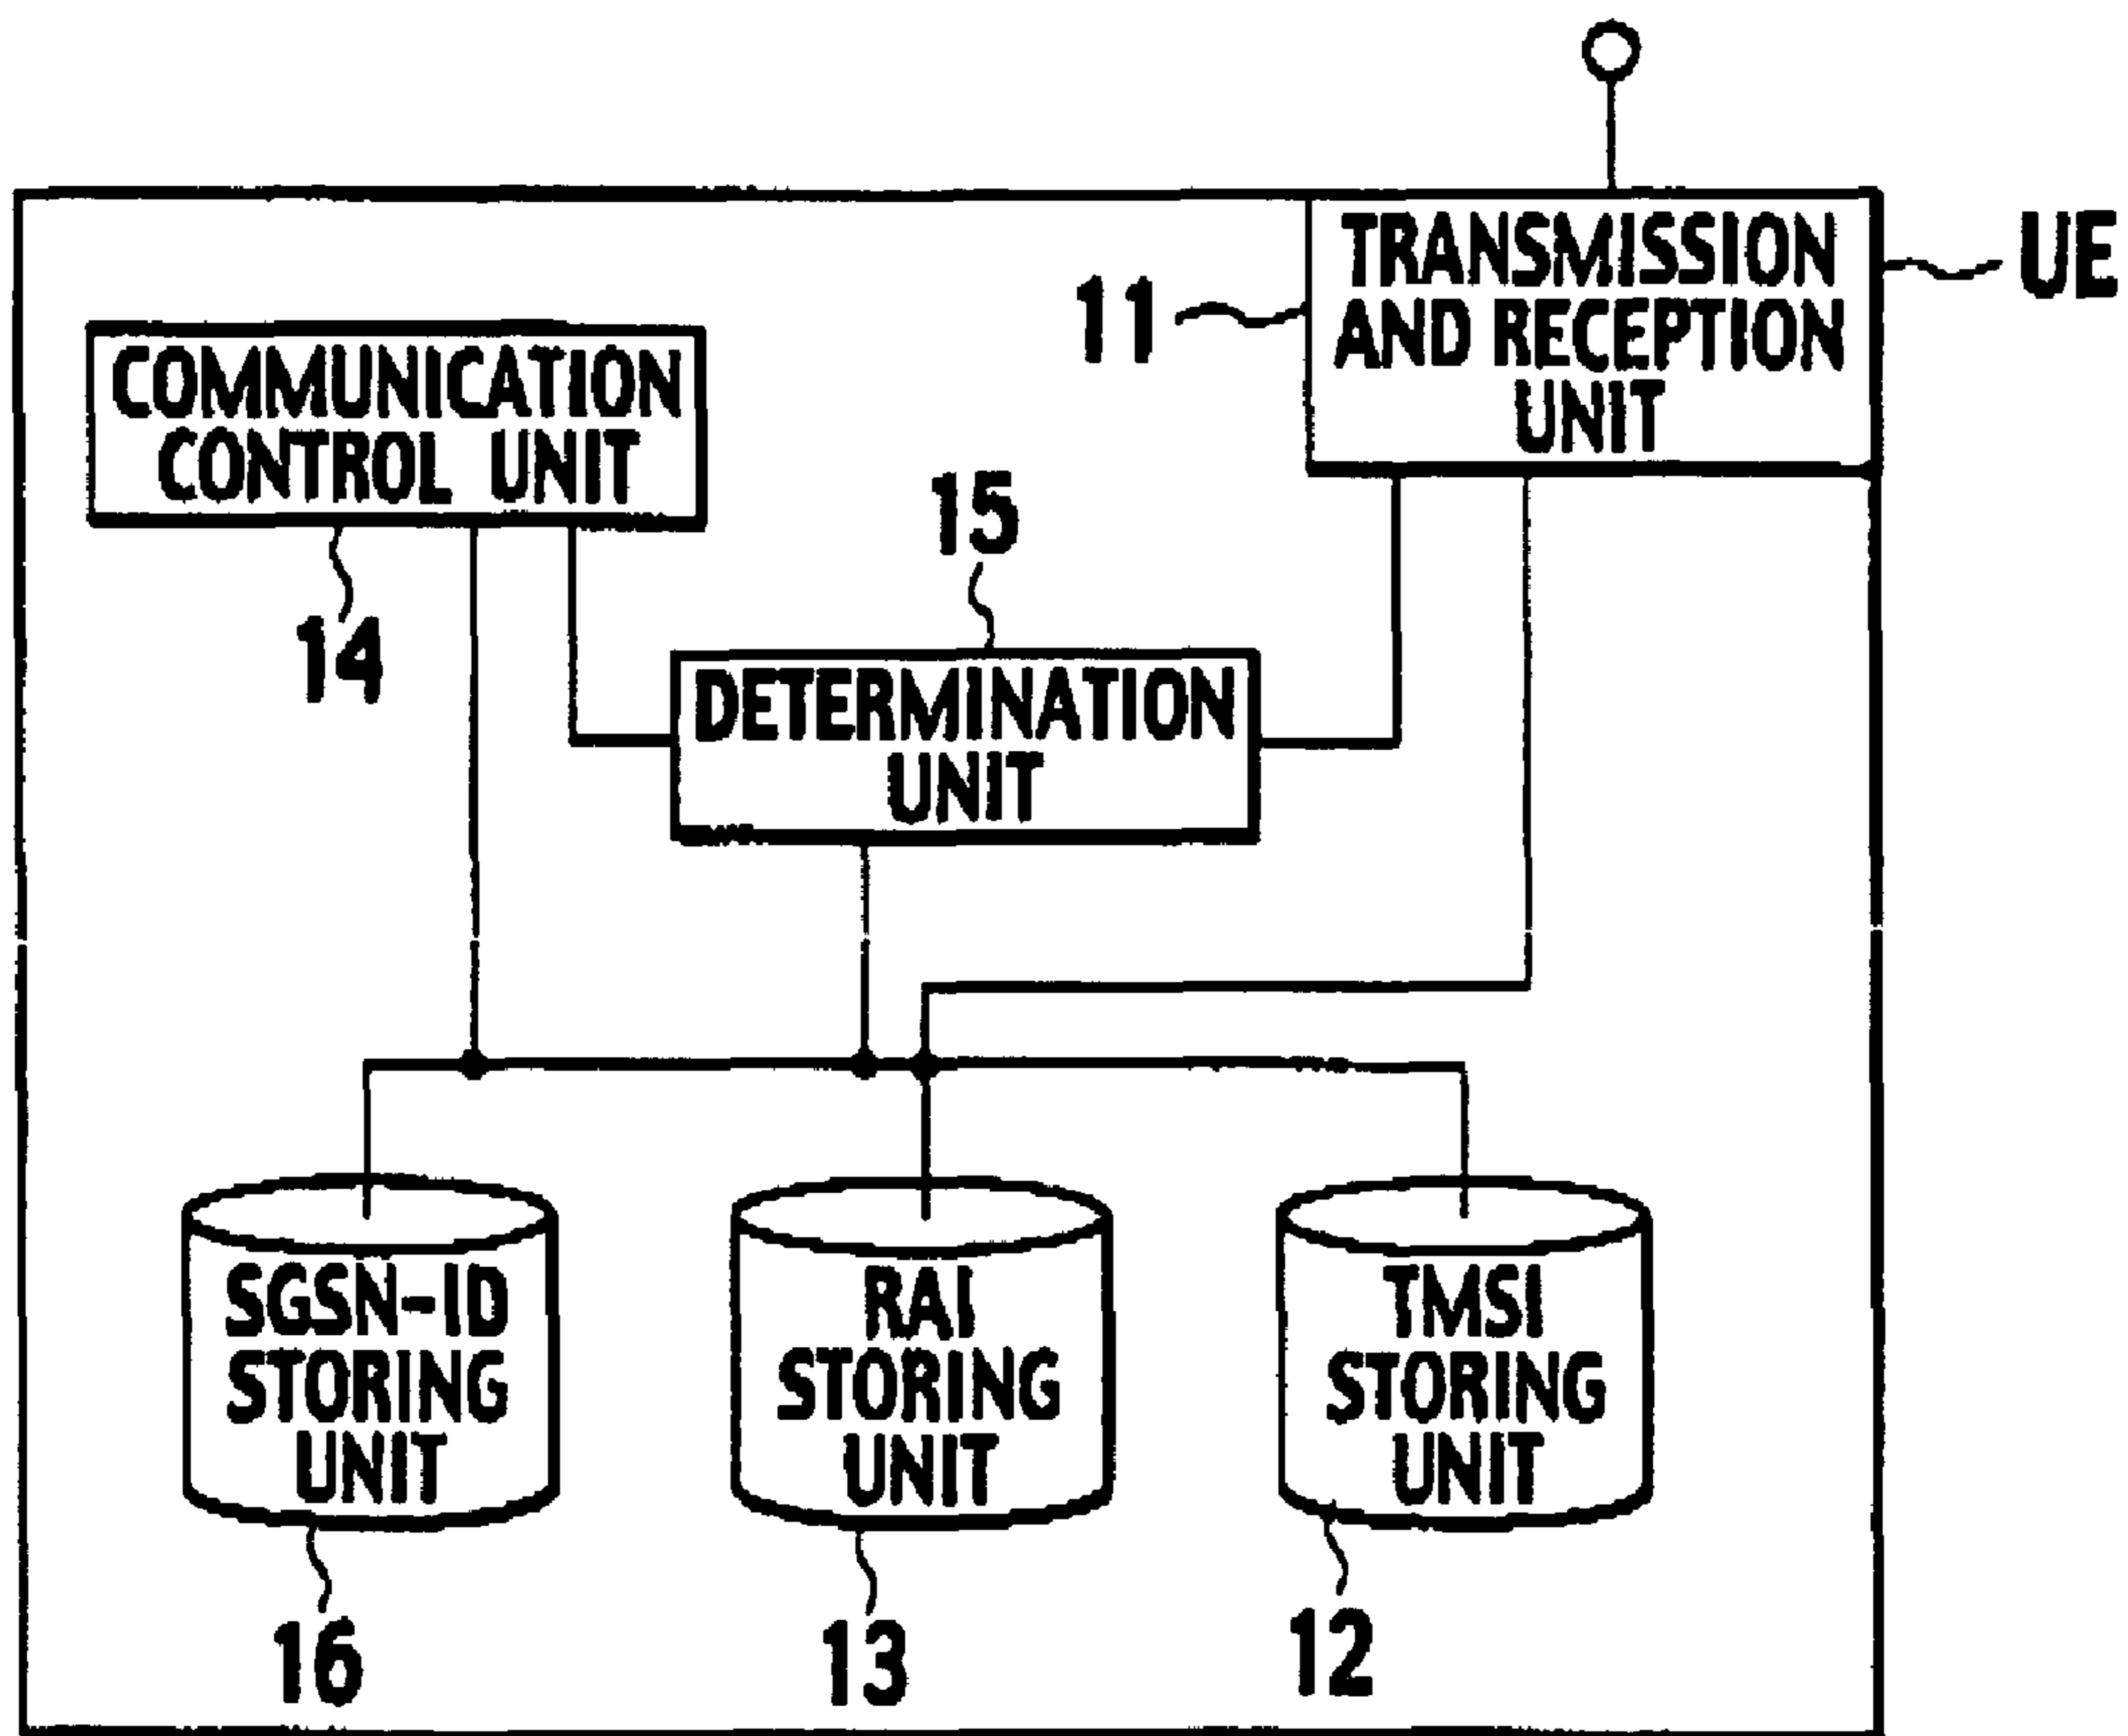 TRANSMISSION
AND RECEPTION
UNIT
UE
11
COMMUNICATION
CONTROL UNIT
14
15
DETERMINATION
UNIT
SGSN-ID
STORING
UNIT
16
RAI
STORING
UNIT
13
TMSI
STORING
UNIT
12